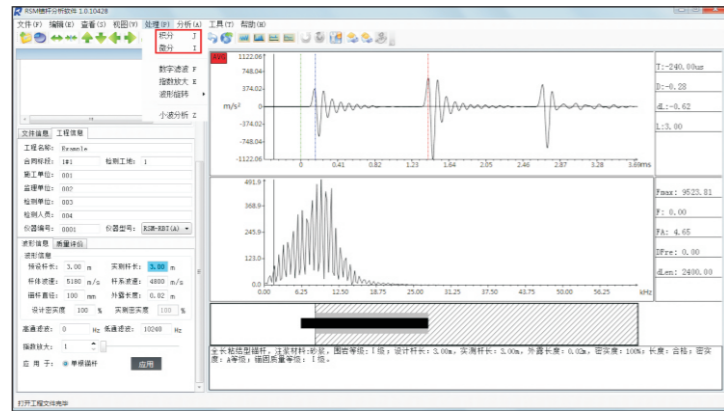 RSM锚杆分析软件 1.0.10428
文件(F) 编辑(E) 查看(S) 视图(V) 处理(P) 分析(A) 工具(T) 帮助(H)
积分 J
微分 I
数字滤波 F
指数放大 E
波形旋转
小波分析 Z
文件信息 工程信息
工程名称: Example
合同标段: 1#1 检测工地: 1
施工单位: 001
监理单位: 002
检测单位: 003
检测人员: 004
仪器编号: 0001 仪器型号: RSM-RBT(A)
波形信息 质量评价
波形信息
预设杆长: 3.00 m 实测杆长: 3.00 m
杆体波速: 5180 m/s 杆系波速: 4800 m/s
锚杆直径: 100 mm 外露长度: 0.02 m
设计密实度 100 % 实测密实度 100 %
高通滤波: 0 Hz 低通滤波: 10240 Hz
指数放大: 1
应 用 于: 单根锚杆 应用
打开工程文件完毕
1122.06
748.04
374.02
m/s² 0
-374.02
-748.04
-1122.06
0 0.41 0.82 1.23 1.64 2.05 2.46 2.87 3.28 3.69ms
T:-240.00us
D:-0.28
dL:-0.62
L:3.00
491.9
368.9
245.9
123.0
0.0
0.00 6.25 12.50 18.75 25.00 31.25 37.50 43.75 50.00 56.25 kHz
Fmax: 9523.81
F: 0.00
FA: 4.65
DFre: 0.00
dLen: 2400.00
全长粘结型锚杆，注浆材料:砂浆，围岩等级:Ⅰ级；设计杆长: 3.00m，实测杆长: 3.00m，外露长度: 0.02m，密实度: 100%；长度: 合格；密实
度: A等级；锚固质量等级: Ⅰ级。